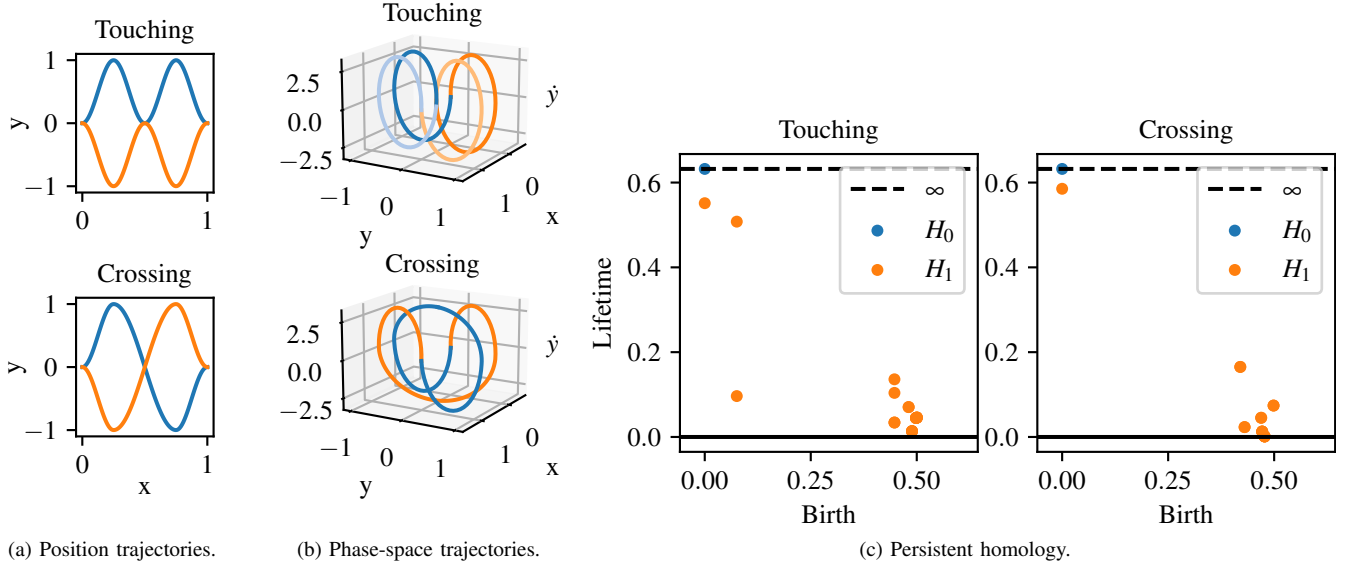 Touching
1
0
−1
y
0
1
Crossing
1
0
−1
y
0
1
x
(a) Position trajectories.
Touching
2.5
0.0
−2.5
ẏ
−1
0
1
y
1
0
x
Crossing
2.5
0.0
−2.5
ẏ
−1
0
1
y
1
0
x
(b) Phase-space trajectories.
Touching
Lifetime
0.6
0.4
0.2
0.0
∞
H0
H1
0.00
0.25
0.50
Birth
Crossing
0.6
0.4
0.2
0.0
∞
H0
H1
0.00
0.25
0.50
Birth
(c) Persistent homology.